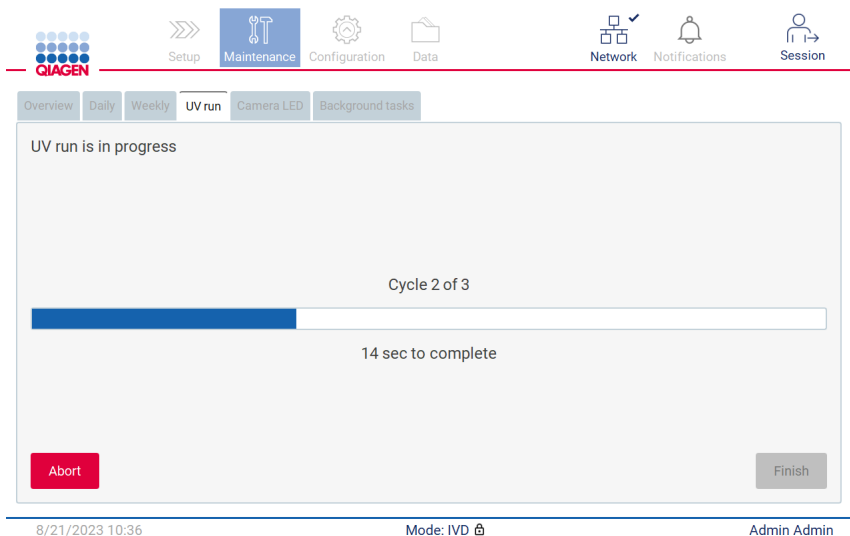 QIAGEN
Setup Maintenance Configuration Data Network Notifications Session
Overview Daily Weekly UV run Camera LED Background tasks
UV run is in progress
Cycle 2 of 3
14 sec to complete
Abort Finish
8/21/2023 10:36 Mode: IVD Admin Admin